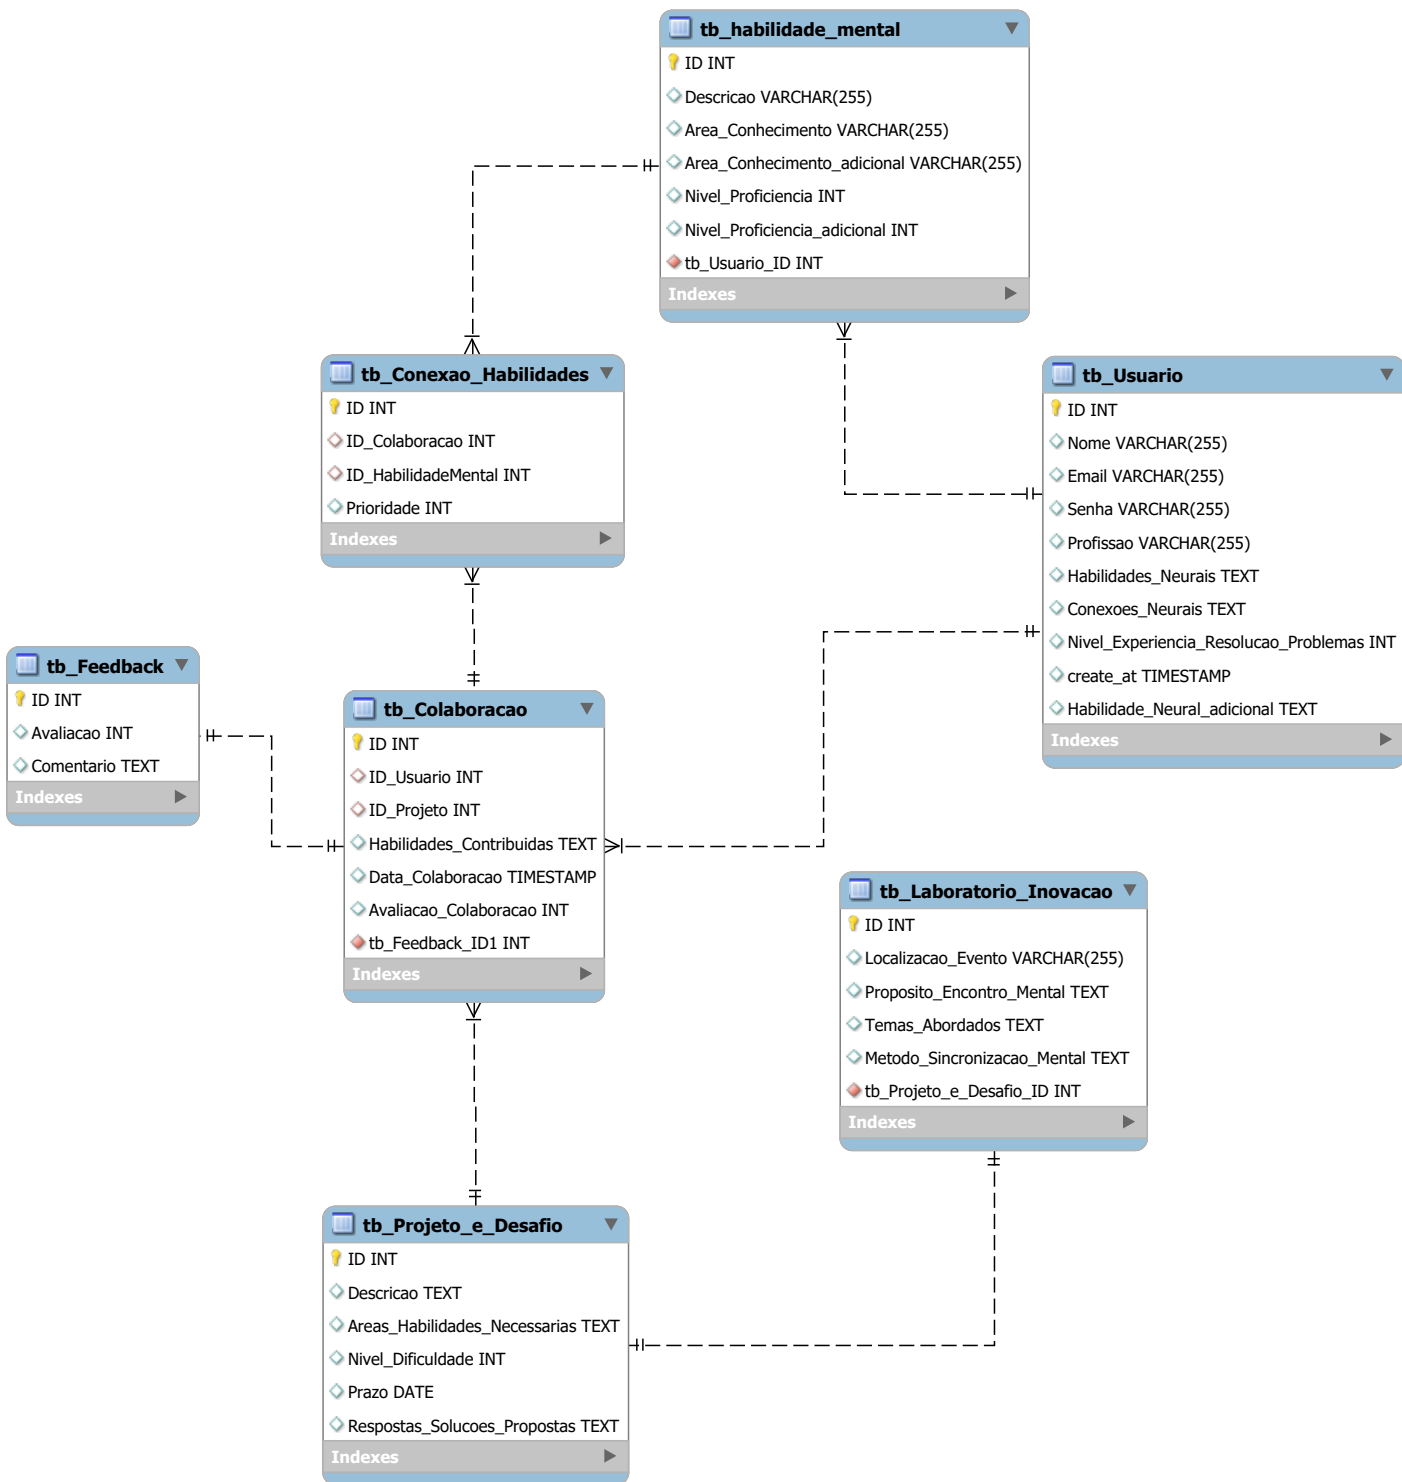 tb_habilidade_mental
ID INT
Descricao VARCHAR(255)
Area_Conhecimento VARCHAR(255)
Area_Conhecimento_adicional VARCHAR(255)
Nivel_Proficiencia INT
Nivel_Proficiencia_adicional INT
tb_Usuario_ID INT
Indexes
tb_Conexao_Habilidades
ID INT
ID_Colaboracao INT
ID_HabilidadeMental INT
Prioridade INT
Indexes
tb_Usuario
ID INT
Nome VARCHAR(255)
Email VARCHAR(255)
Senha VARCHAR(255)
Profissao VARCHAR(255)
Habilidades_Neurais TEXT
Conexoes_Neurais TEXT
Nivel_Experiencia_Resolucao_Problemas INT
create_at TIMESTAMP
Habilidade_Neural_adicional TEXT
Indexes
tb_Feedback
ID INT
Avaliacao INT
Comentario TEXT
Indexes
tb_Colaboracao
ID INT
ID_Usuario INT
ID_Projeto INT
Habilidades_Contribuidas TEXT
Data_Colaboracao TIMESTAMP
Avaliacao_Colaboracao INT
tb_Feedback_ID1 INT
Indexes
tb_Laboratorio_Inovacao
ID INT
Localizacao_Evento VARCHAR(255)
Proposito_Encontro_Mental TEXT
Temas_Abordados TEXT
Metodo_Sincronizacao_Mental TEXT
tb_Projeto_e_Desafio_ID INT
Indexes
tb_Projeto_e_Desafio
ID INT
Descricao TEXT
Areas_Habilidades_Necessarias TEXT
Nivel_Dificuldade INT
Prazo DATE
Respostas_Solucoes_Propostas TEXT
Indexes